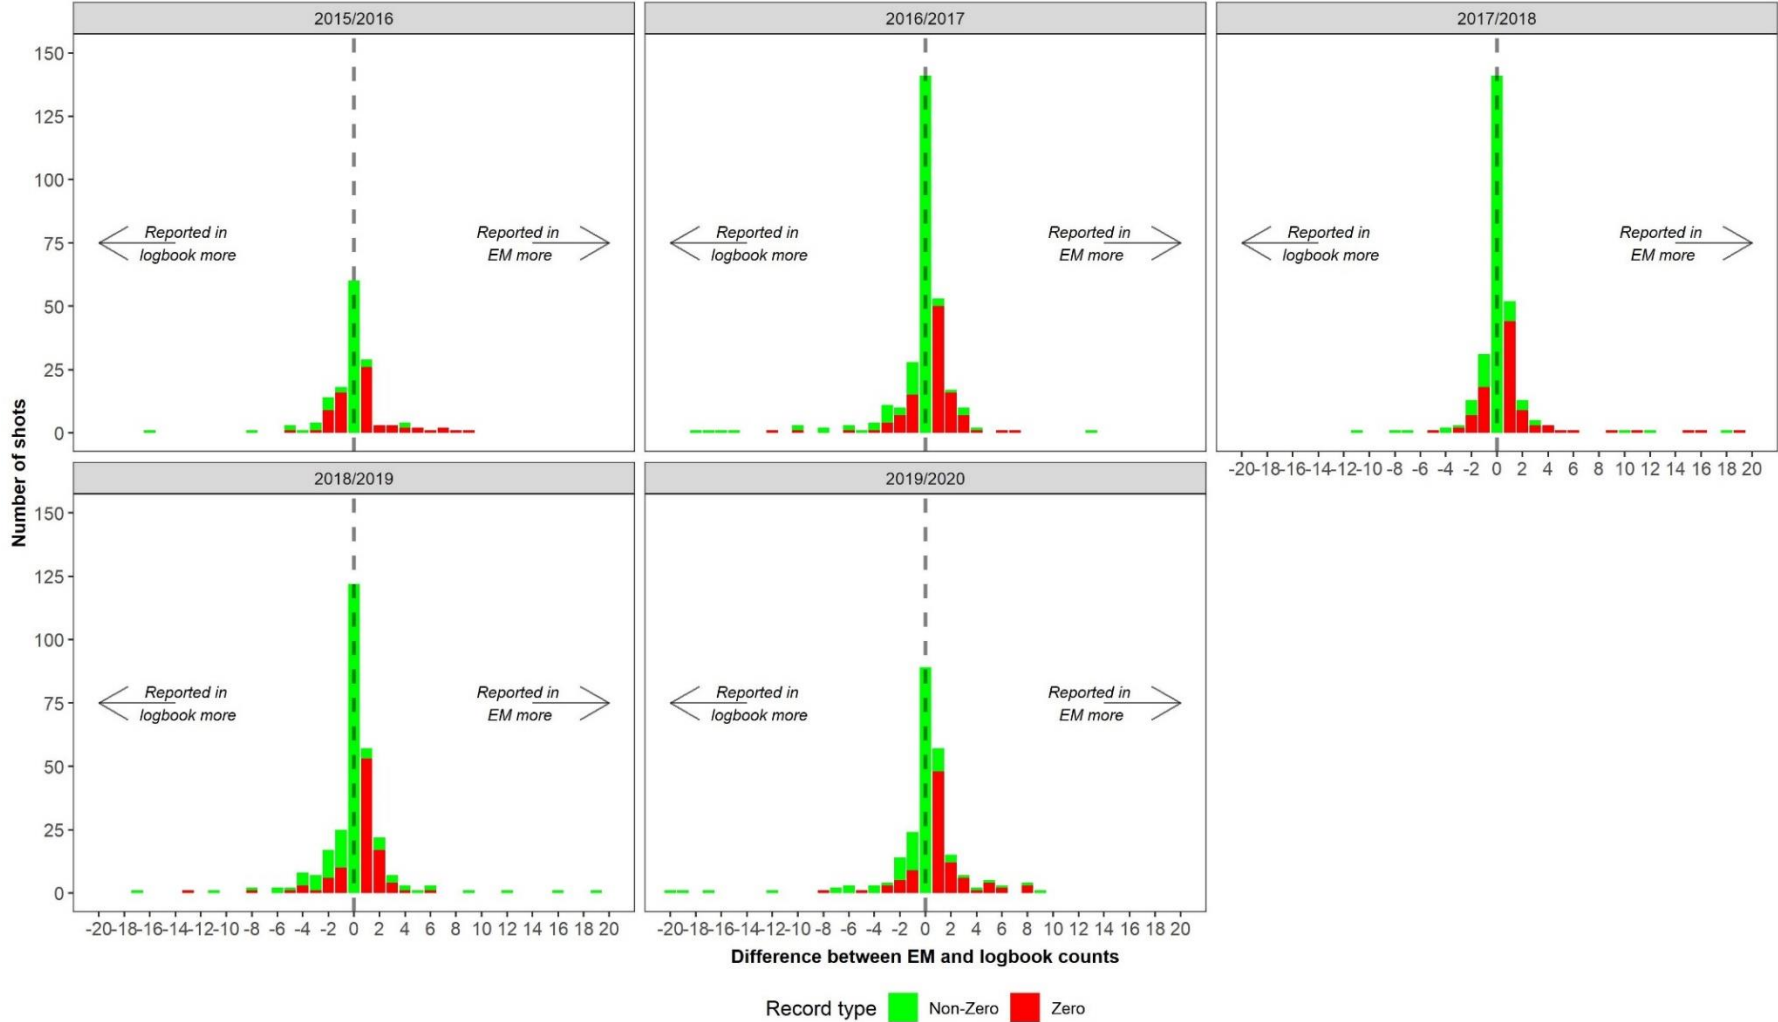 2015/2016
2016/2017
2017/2018
150
125
100
75
50
25
0
Reported in
logbook more
Reported in
EM more
Reported in
logbook more
Reported in
EM more
Reported in
logbook more
Reported in
EM more
-20 -18 -16 -14 -12 -10 -8 -6 -4 -2 0 2 4 6 8 10 12 14 16 18 20
Number of shots
2018/2019
2019/2020
150
125
100
75
50
25
0
Reported in
logbook more
Reported in
EM more
Reported in
logbook more
Reported in
EM more
-20 -18 -16 -14 -12 -10 -8 -6 -4 -2 0 2 4 6 8 10 12 14 16 18 20
-20 -18 -16 -14 -12 -10 -8 -6 -4 -2 0 2 4 6 8 10 12 14 16 18 20
Difference between EM and logbook counts
Record type Non-Zero Zero